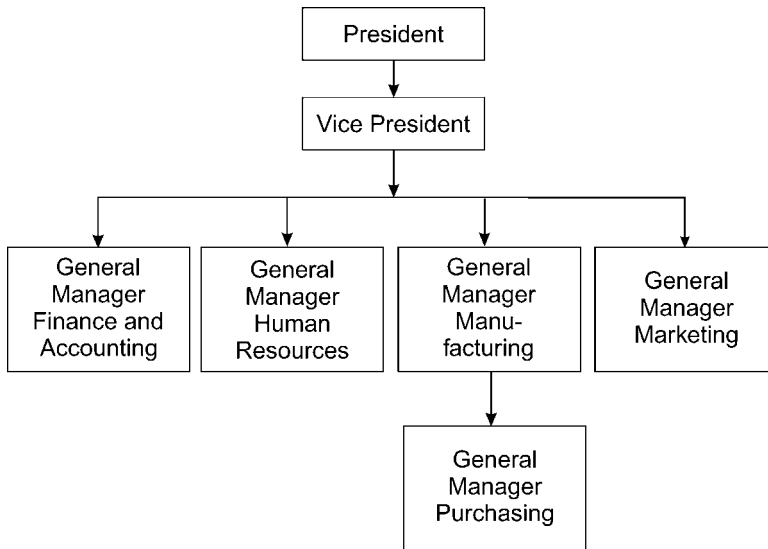 President
Vice President
General
Manager
Finance and
Accounting
General
Manager
Human
Resources
General
Manager
Manu-
facturing
General
Manager
Marketing
General
Manager
Purchasing